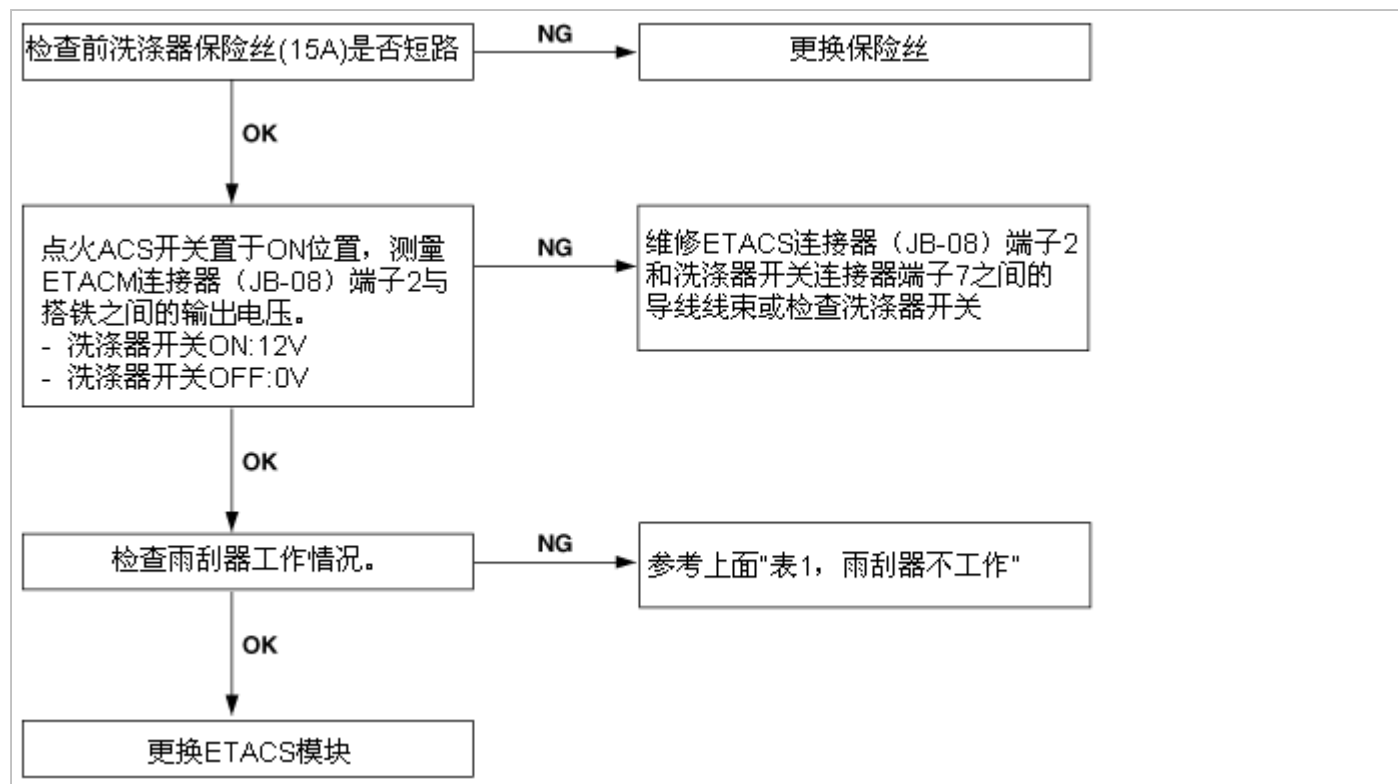 检查前洗涤器保险丝(15A)是否短路
NG
更换保险丝
OK
点火ACS开关置于ON位置，测量
ETACM连接器（JB-08）端子2与
搭铁之间的输出电压。
- 洗涤器开关ON:12V
- 洗涤器开关OFF:0V
NG
维修ETACS连接器（JB-08）端子2
和洗涤器开关连接器端子7之间的
导线线束或检查洗涤器开关
OK
检查雨刮器工作情况。
NG
参考上面"表1，雨刮器不工作"
OK
更换ETACS模块